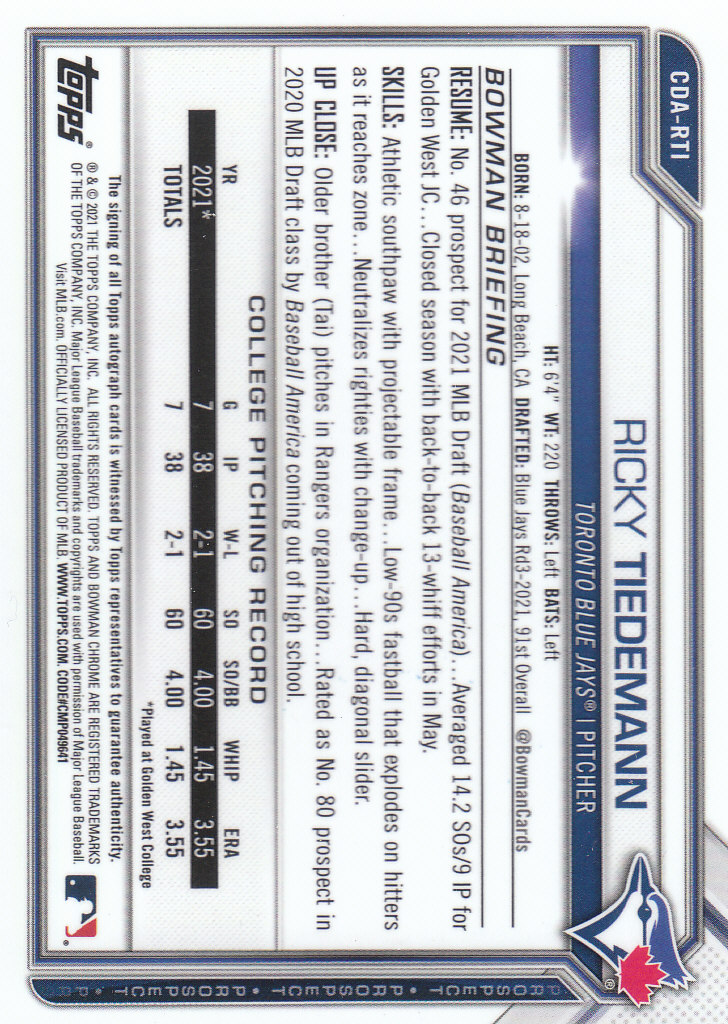 CDA-RTI
RICKY TIEDEMANN
TORONTO BLUE JAYS® | PITCHER
HT: 6'4" WT: 220 THROWS: Left BATS: Left
BORN: 8-18-02, Long Beach, CA DRAFTED: Blue Jays Rd3-2021, 91st Overall @BowmanCards
BOWMAN BRIEFING
RESUME: No. 46 prospect for 2021 MLB Draft (Baseball America)...Averaged 14.2 SOs/9 IP for
Golden West JC...Closed season with back-to-back 13-whiff efforts in May.
SKILLS: Athletic southpaw with projectable frame...Low-90s fastball that explodes on hitters
as it reaches zone...Neutralizes righties with change-up...Hard, diagonal slider.
UP CLOSE: Older brother (Tai) pitches in Rangers organization...Rated as No. 80 prospect in
2020 MLB Draft class by Baseball America coming out of high school.
COLLEGE PITCHING RECORD
YR G IP W-L SO SO/BB WHIP ERA
2021* 7 38 2-1 60 4.00 1.45 3.55
TOTALS 7 38 2-1 60 4.00 1.45 3.55
*Played at Golden West College
The signing of all Topps autograph cards is witnessed by Topps representatives to guarantee authenticity.
topps®
® & © 2021 THE TOPPS COMPANY, INC. ALL RIGHTS RESERVED. TOPPS AND BOWMAN CHROME ARE REGISTERED TRADEMARKS
OF THE TOPPS COMPANY, INC. Major League Baseball trademarks and copyrights are used with permission of Major League Baseball.
Visit MLB.com. OFFICIALLY LICENSED PRODUCT OF MLB. WWW.TOPPS.COM. CODE#CMP049641
PROSPECT • PROSPECT • PROSPECT • PROSPECT